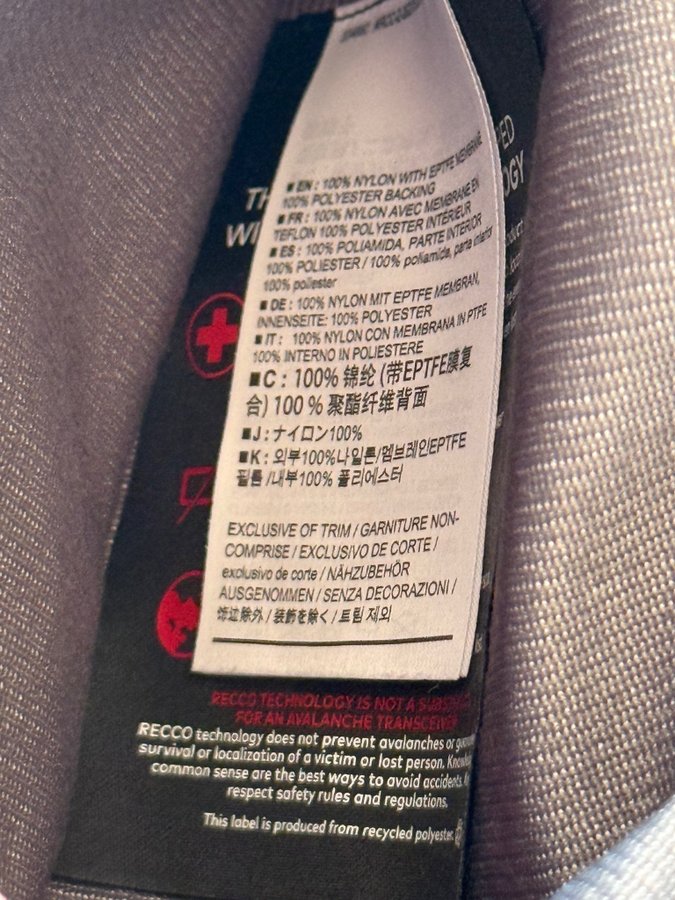 TH
WI
ED
OGY
■ EN : 100% NYLON WITH EPTFE MEMBRANE
100% POLYESTER BACKING
■ FR : 100% NYLON AVEC MEMBRANE EN
TEFLON 100% POLYESTER INTÉRIEUR
■ ES : 100% POLIAMIDA, PARTE INTERIOR
100% POLIESTER / 100% poliamida, parte interior
100% poliester
■ DE : 100% NYLON MIT EPTFE MEMBRAN,
INNENSEITE: 100% POLYESTER
■ IT : 100% NYLON CON MEMBRANA IN PTFE
100% INTERNO IN POLIESTERE
■ C : 100% 锦纶 (带EPTFE膜复
合) 100 % 聚酯纤维背面
■ J : ナイロン100%
■ K : 외부100%나일론/멤브레인EPTFE
필름 /내부100% 폴리에스터
EXCLUSIVE OF TRIM / GARNITURE NON-
COMPRISE / EXCLUSIVO DE CORTE /
exclusivo de corte / NÄHZUBEHÖR
AUSGENOMMEN / SENZA DECORAZIONI /
饰边除外 / 装飾を除く / 트림 제외
RECCO TECHNOLOGY IS NOT A
FOR AN AVALANCHE TRANSCEIVER
RECCO technology does not prevent avalanches or
survival or localization of a victim or lost person.
common sense are the best ways to avoid accidents.
respect safety rules and regulations.
This label is produced from recycled polyester.